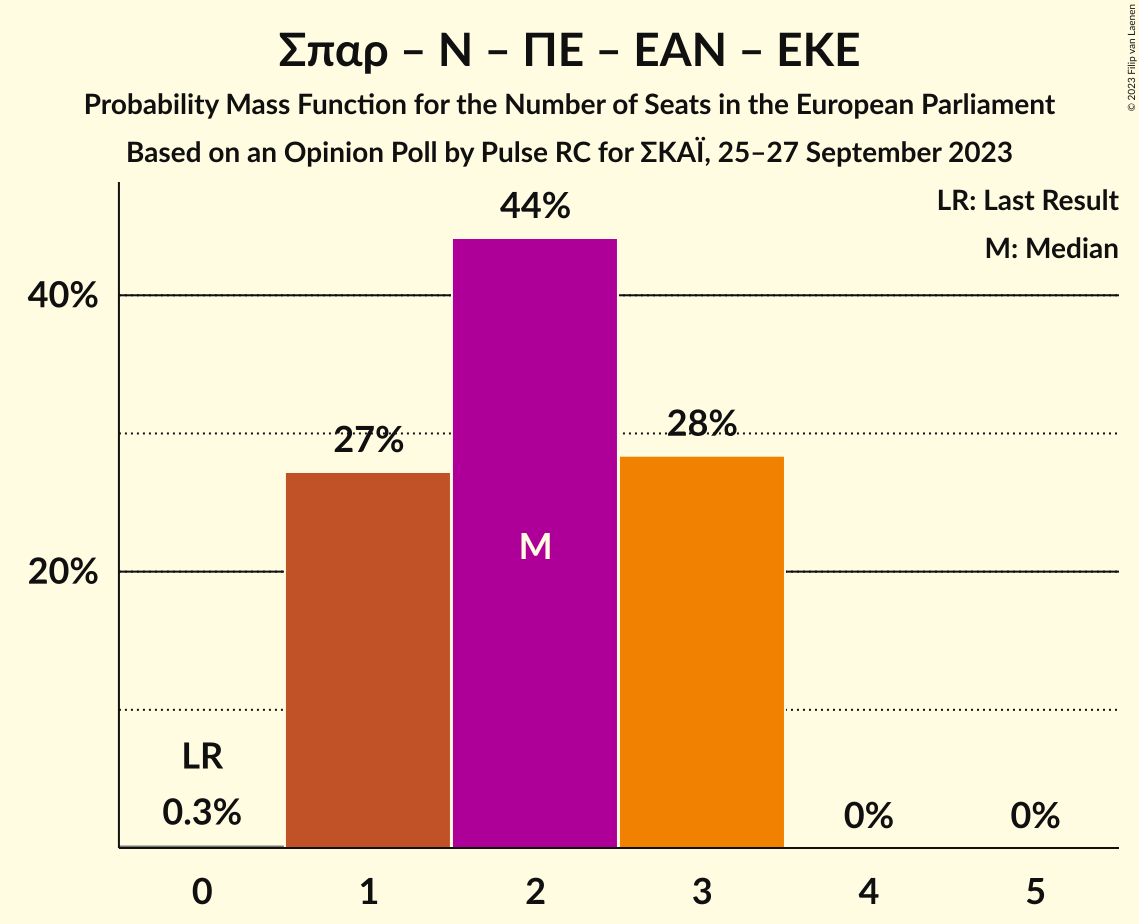 Σπαρ – Ν – ΠΕ – ΕΑΝ – ΕΚΕ
Probability Mass Function for the Number of Seats in the European Parliament
Based on an Opinion Poll by Pulse RC for ΣΚΑΪ, 25–27 September 2023
© 2023 Filip van Laenen
LR: Last Result
M: Median
44%
40%
28%
27%
M
20%
LR
0.3%
0%
0%
0
1
2
3
4
5